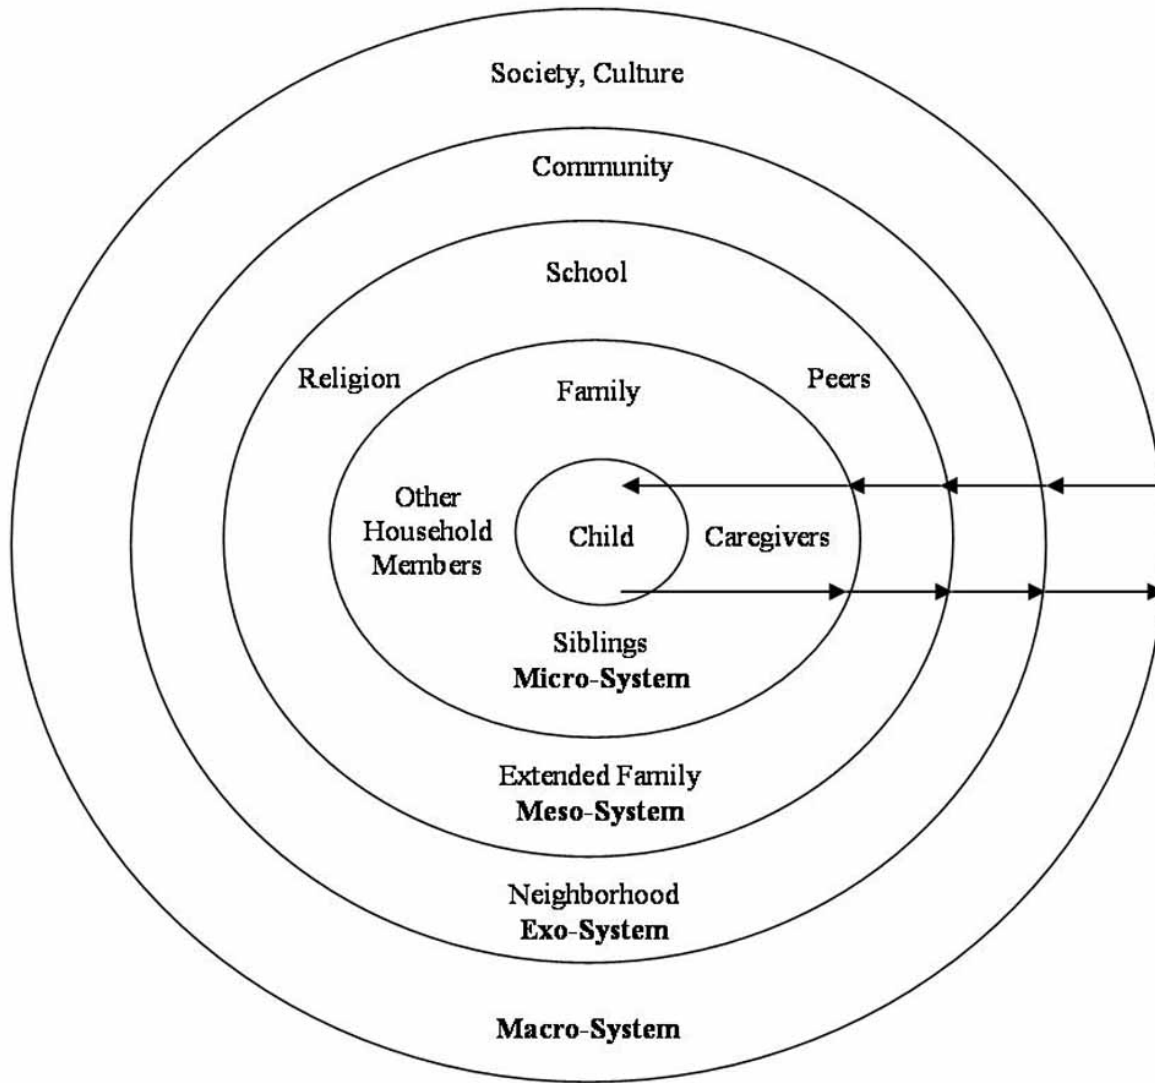 Society, Culture
Community
School
Religion
Peers
Family
Other
Household
Members
Child
Caregivers
Siblings
Micro-System
Extended Family
Meso-System
Neighborhood
Exo-System
Macro-System